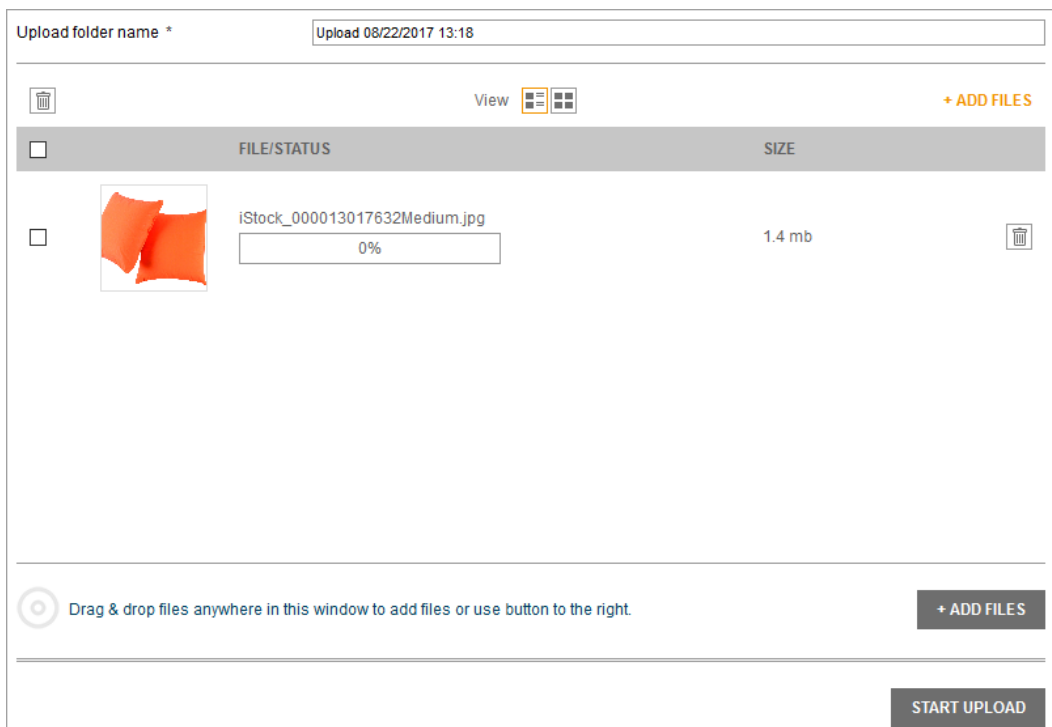 Upload folder name *
Upload 08/22/2017 13:18
View
+ ADD FILES
FILE/STATUS
SIZE
iStock_000013017632Medium.jpg
0%
1.4 mb
Drag & drop files anywhere in this window to add files or use button to the right.
+ ADD FILES
START UPLOAD